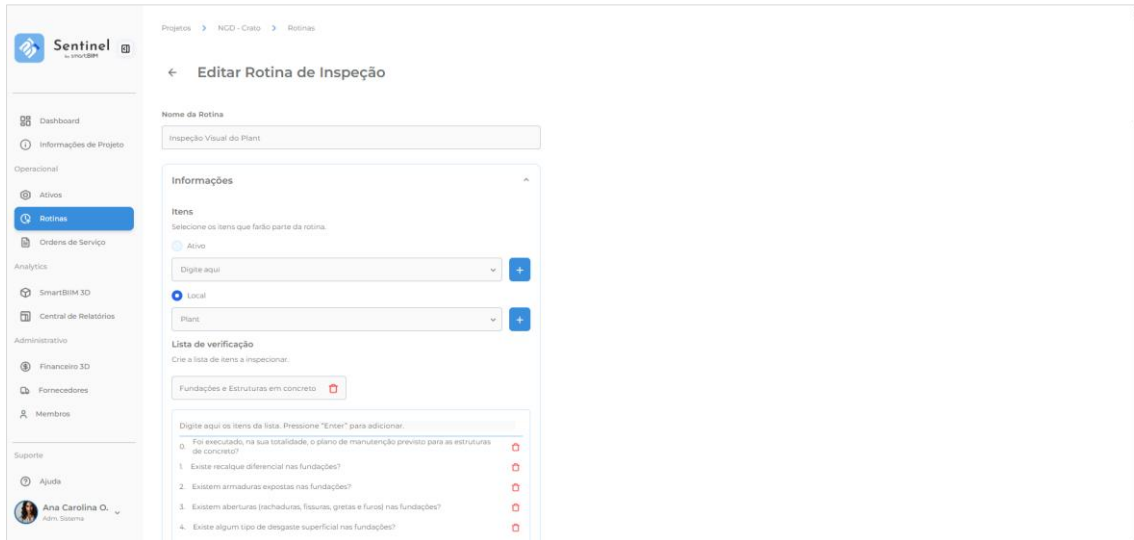 Sentinel
by smartBIM
Dashboard
Informações de Projeto
Operacional
Ativos
Rotinas
Ordens de Serviço
Analytics
SmartBIIM 3D
Central de Relatórios
Administrativo
Financeiro 3D
Fornecedores
Membros
Suporte
Ajuda
Ana Carolina O.
Adm. Sistema
Projetos > NGD - Crato > Rotinas
Editar Rotina de Inspeção
Nome da Rotina
Inspeção Visual do Plant
Informações
Itens
Selecione os itens que farão parte da rotina.
Ativo
Digite aqui
+
Local
Plant
+
Lista de verificação
Crie a lista de itens a inspecionar.
Fundações e Estruturas em concreto
Digite aqui os itens da lista. Pressione "Enter" para adicionar.
0. Foi executado, na sua totalidade, o plano de manutenção previsto para as estruturas
de concreto?
1. Existe recalque diferencial nas fundações?
2. Existem armaduras expostas nas fundações?
3. Existem aberturas (rachaduras, fissuras, gretas e furos) nas fundações?
4. Existe algum tipo de desgaste superficial nas fundações?